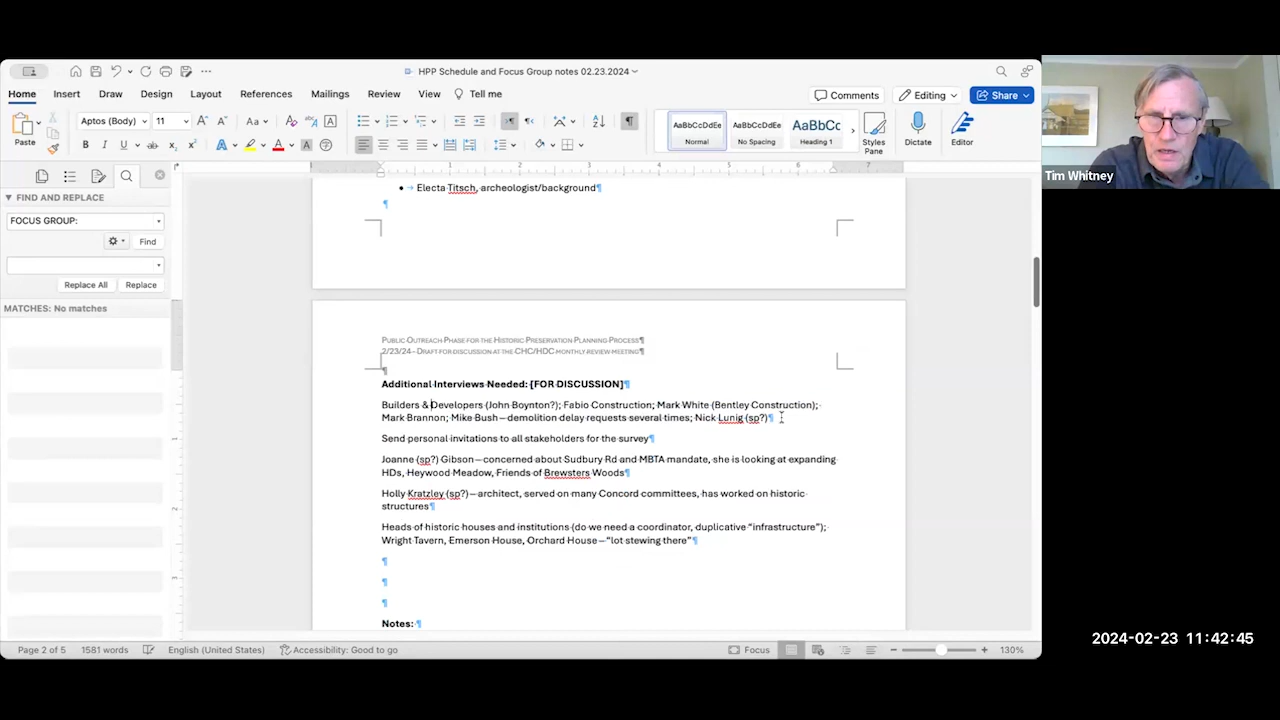 HPP Schedule and Focus Group notes 02.23.2024
Home Insert Draw Design Layout References Mailings Review View Tell me
Comments Editing Share
Paste
Aptos (Body) 11
AaBbCcDdEe AaBbCcDdEe AaBbCc
Normal No Spacing Heading 1
Styles Pane
Dictate
Editor
FIND AND REPLACE
FOCUS GROUP:
Find
Replace All Replace
MATCHES: No matches
Electa Titsch, archeologist/background¶
Public Outreach Phase for the Historic Preservation Planning Process¶
2/23/24 – Draft for discussion at the CHC/HDC monthly review meeting¶
Additional Interviews Needed: [FOR DISCUSSION]¶
Builders & Developers (John Boynton?); Fabio Construction; Mark White (Bentley Construction);
Mark Brannon; Mike Bush – demolition delay requests several times; Nick Lunig (sp?)¶
Send personal invitations to all stakeholders for the survey¶
Joanne (sp?) Gibson – concerned about Sudbury Rd and MBTA mandate, she is looking at expanding
HDs, Heywood Meadow, Friends of Brewsters Woods¶
Holly Kratzley (sp?) – architect, served on many Concord committees, has worked on historic
structures¶
Heads of historic houses and institutions (do we need a coordinator, duplicative “infrastructure”);
Wright Tavern, Emerson House, Orchard House – “lot stewing there”¶
Notes: ¶
Page 2 of 5 1581 words English (United States) Accessibility: Good to go Focus 130%
Tim Whitney
2024-02-23 11:42:45